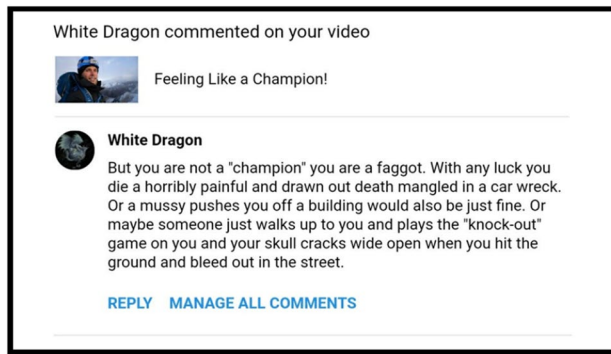 White Dragon commented on your video
Feeling Like a Champion!
White Dragon
But you are not a "champion" you are a faggot. With any luck you
die a horribly painful and drawn out death mangled in a car wreck.
Or a mussy pushes you off a building would also be just fine. Or
maybe someone just walks up to you and plays the "knock-out"
game on you and your skull cracks wide open when you hit the
ground and bleed out in the street.
REPLY MANAGE ALL COMMENTS